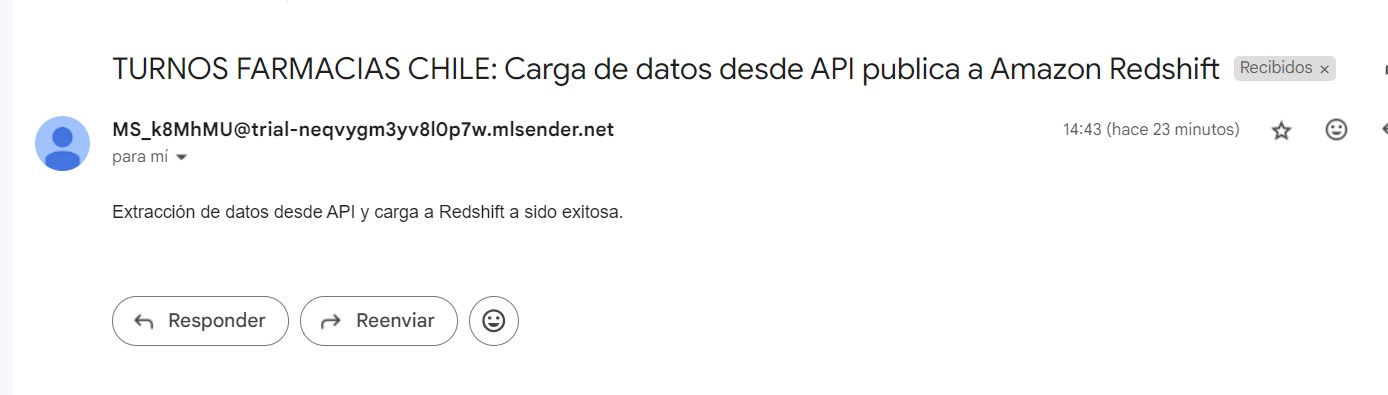 TURNOS FARMACIAS CHILE: Carga de datos desde API publica a Amazon Redshift Recibidos ×
MS_k8MhMU@trial-neqvygm3yv8l0p7w.mlsender.net 14:43 (hace 23 minutos)
para mí
Extracción de datos desde API y carga a Redshift a sido exitosa.
Responder Reenviar